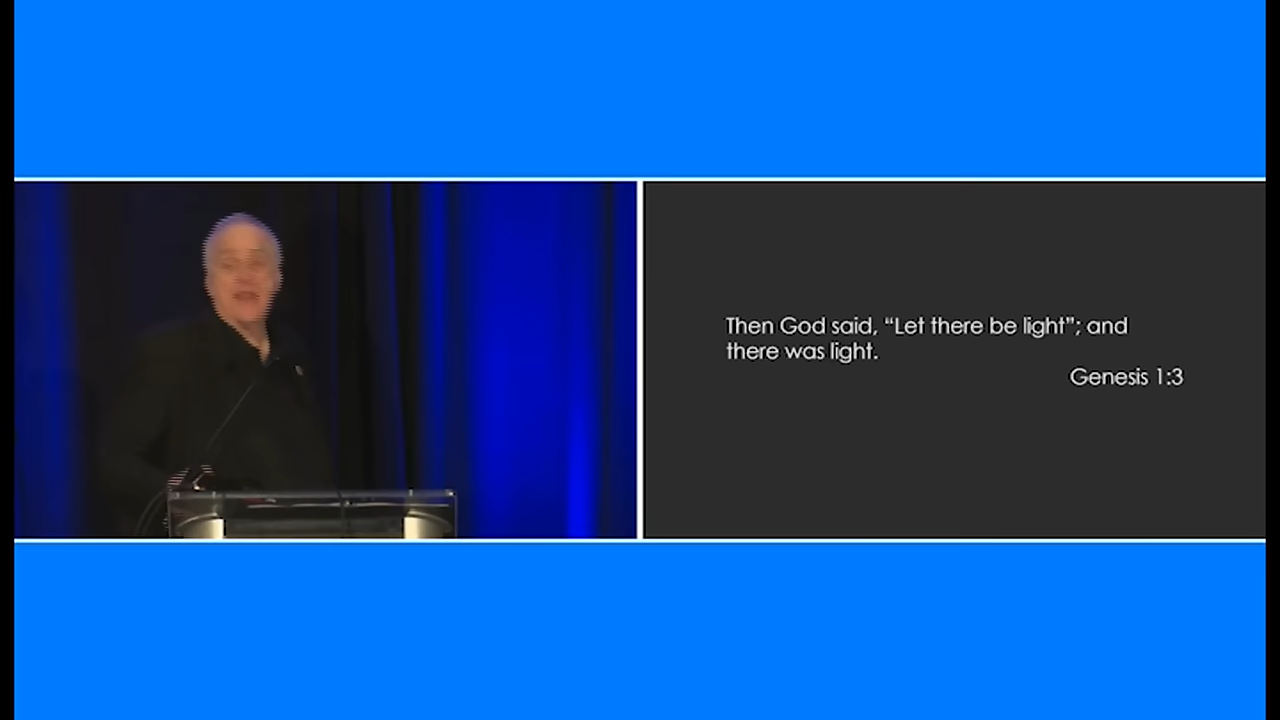 Then God said, “Let there be light”; and
there was light.
Genesis 1:3